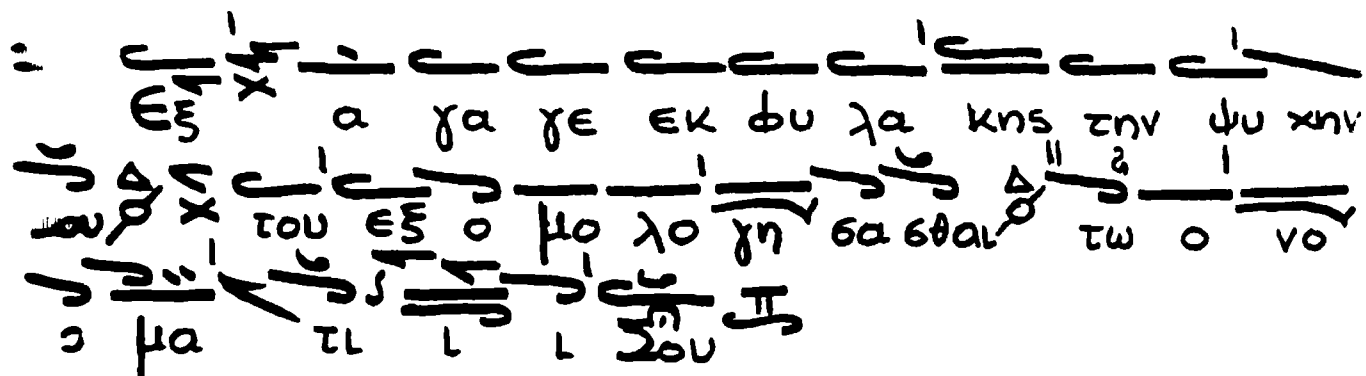 Εξ α γα γε εκ φυ λα κης την ψυ χην
μου του εξ ο μο λο γη σα σθαι τω ο νο
ο μα τι ι ι Σου